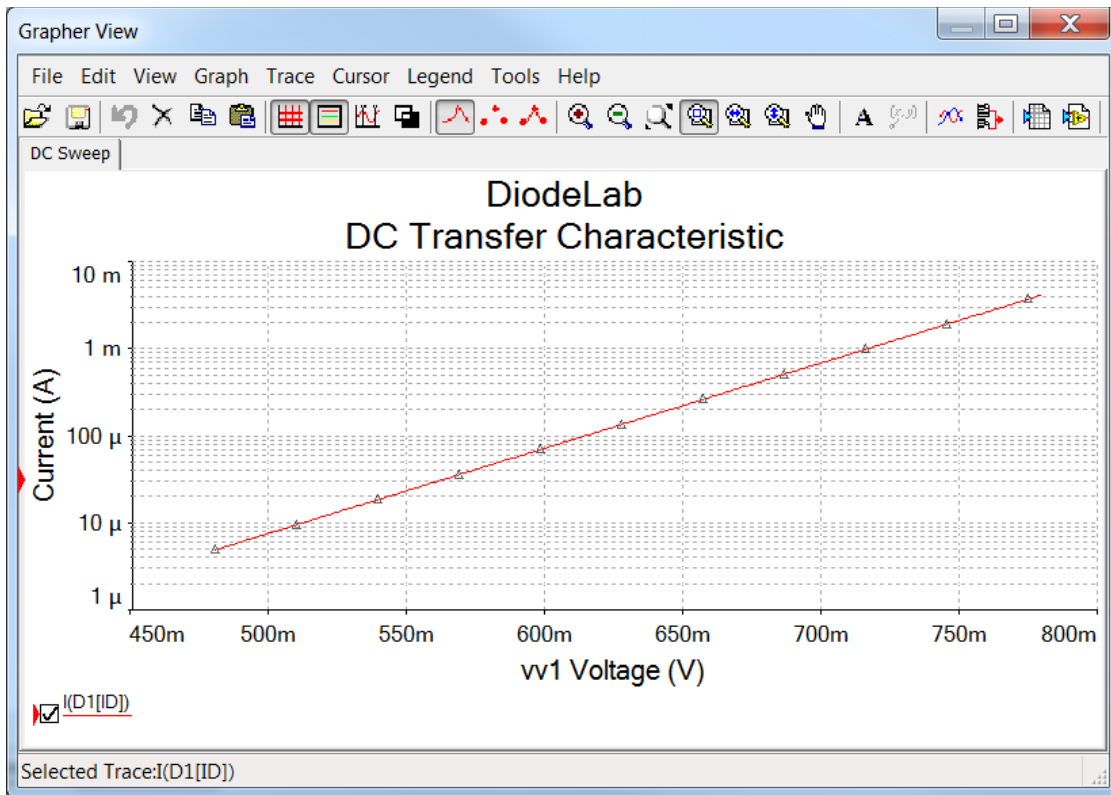 Grapher View
File Edit View Graph Trace Cursor Legend Tools Help
A (x,y)
DC Sweep
DiodeLab
DC Transfer Characteristic
10 m
1 m
100 µ
10 µ
1 µ
Current (A)
450m 500m 550m 600m 650m 700m 750m 800m
vv1 Voltage (V)
I(D1[ID])
Selected Trace:I(D1[ID])